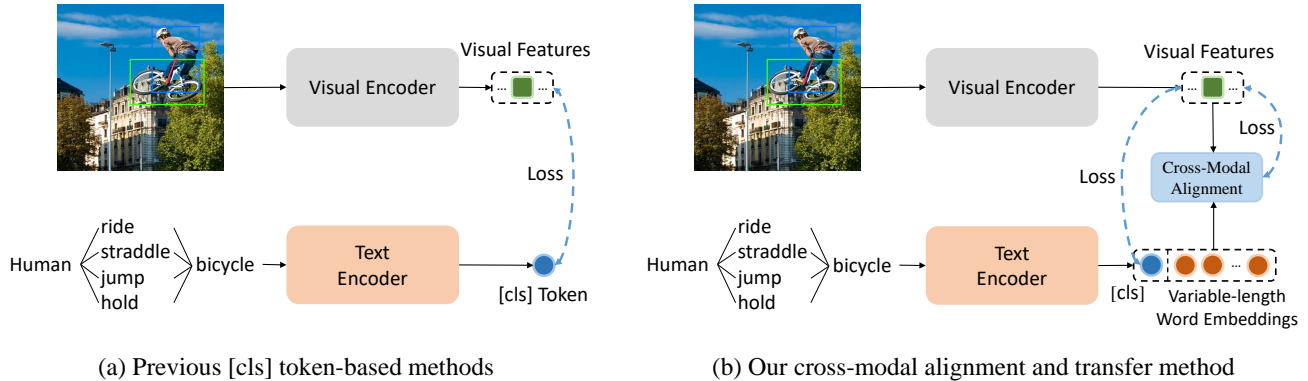 Visual Encoder
Visual Features
...
...
Loss
Human
ride
straddle
jump
hold
bicycle
Text
Encoder
[cls] Token
(a) Previous [cls] token-based methods
Visual Encoder
Visual Features
...
...
Loss
Loss
Cross-Modal
Alignment
Human
ride
straddle
jump
hold
bicycle
Text
Encoder
...
[cls]
Variable-length
Word Embeddings
(b) Our cross-modal alignment and transfer method